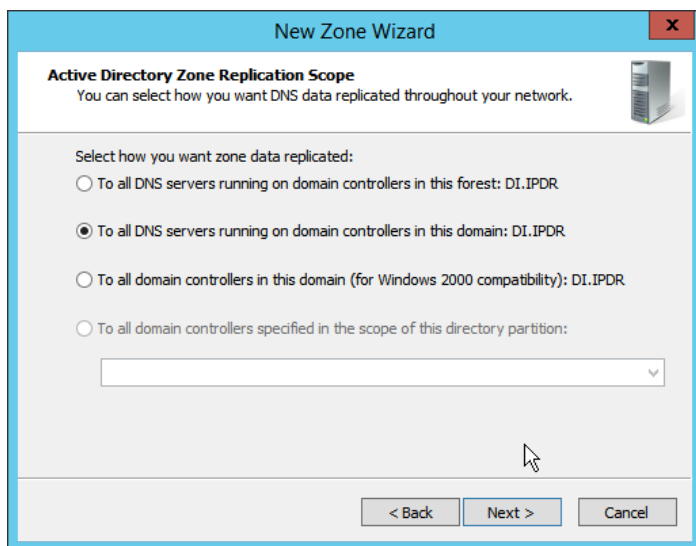 New Zone Wizard
x
Active Directory Zone Replication Scope
You can select how you want DNS data replicated throughout your network.
Select how you want zone data replicated:
To all DNS servers running on domain controllers in this forest: DI.IPDR
To all DNS servers running on domain controllers in this domain: DI.IPDR
To all domain controllers in this domain (for Windows 2000 compatibility): DI.IPDR
To all domain controllers specified in the scope of this directory partition:
< Back Next > Cancel